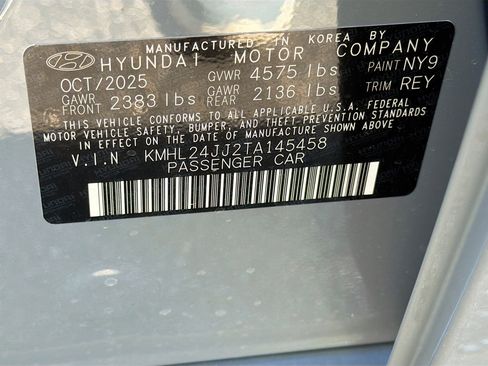 MANUFACTURED IN KOREA BY
HYUNDAI MOTOR COMPANY
OCT/2025 GVWR 4575 lbs PAINT NY9
GAWR FRONT 2383 lbs GAWR REAR 2136 lbs TRIM REY
THIS VEHICLE CONFORMS TO ALL APPLICABLE U.S.A. FEDERAL
MOTOR VEHICLE SAFETY, BUMPER, AND THEFT PREVENTION STANDARDS
IN EFFECT ON THE DATE OF MANUFACTURE SHOWN ABOVE.
V.I.N KMHL24JJ2TA145458
PASSENGER CAR